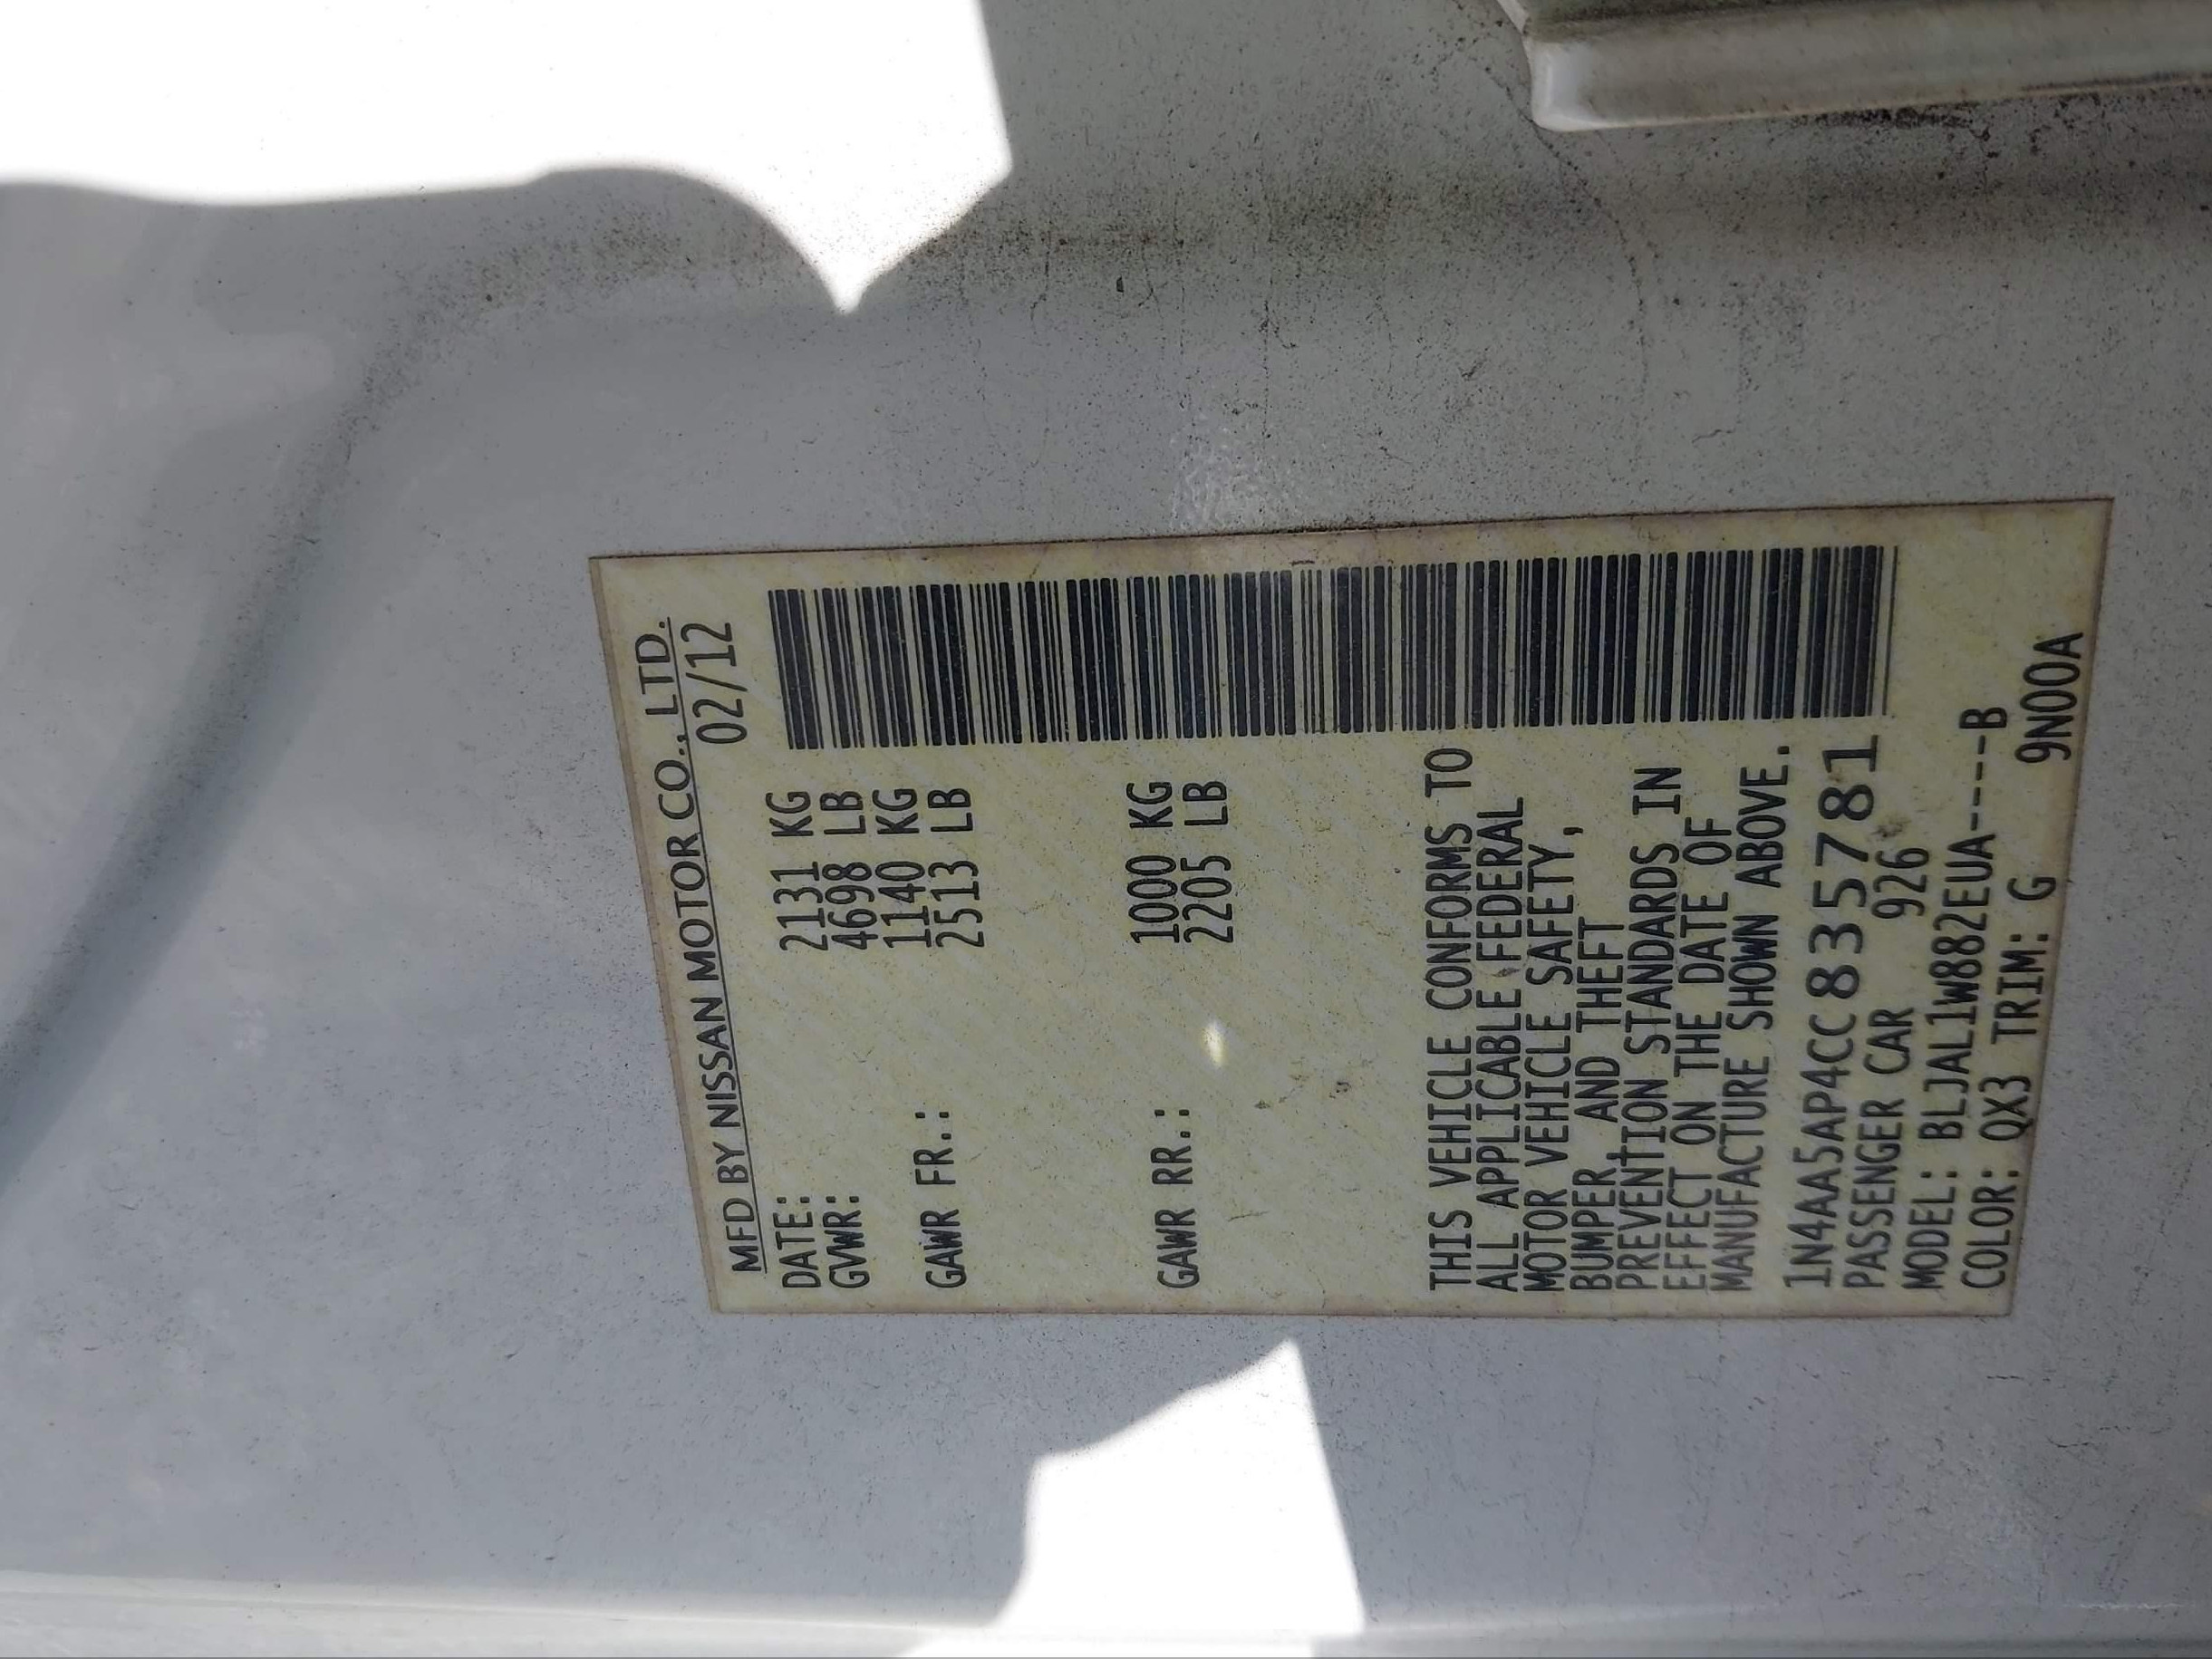 MFD BY NISSAN MOTOR CO., LTD.
DATE: 02/12
GVWR: 2131 KG
4698 LB
GAWR FR.: 1140 KG
2513 LB
GAWR RR.: 1000 KG
2205 LB
THIS VEHICLE CONFORMS TO
ALL APPLICABLE FEDERAL
MOTOR VEHICLE SAFETY,
BUMPER, AND THEFT
PREVENTION STANDARDS IN
EFFECT ON THE DATE OF
MANUFACTURE SHOWN ABOVE.
1N4AA5AP4CC835781
PASSENGER CAR 926
MODEL: BLJAL1W882EUA-----B
COLOR: QX3 TRIM: G 9N00A